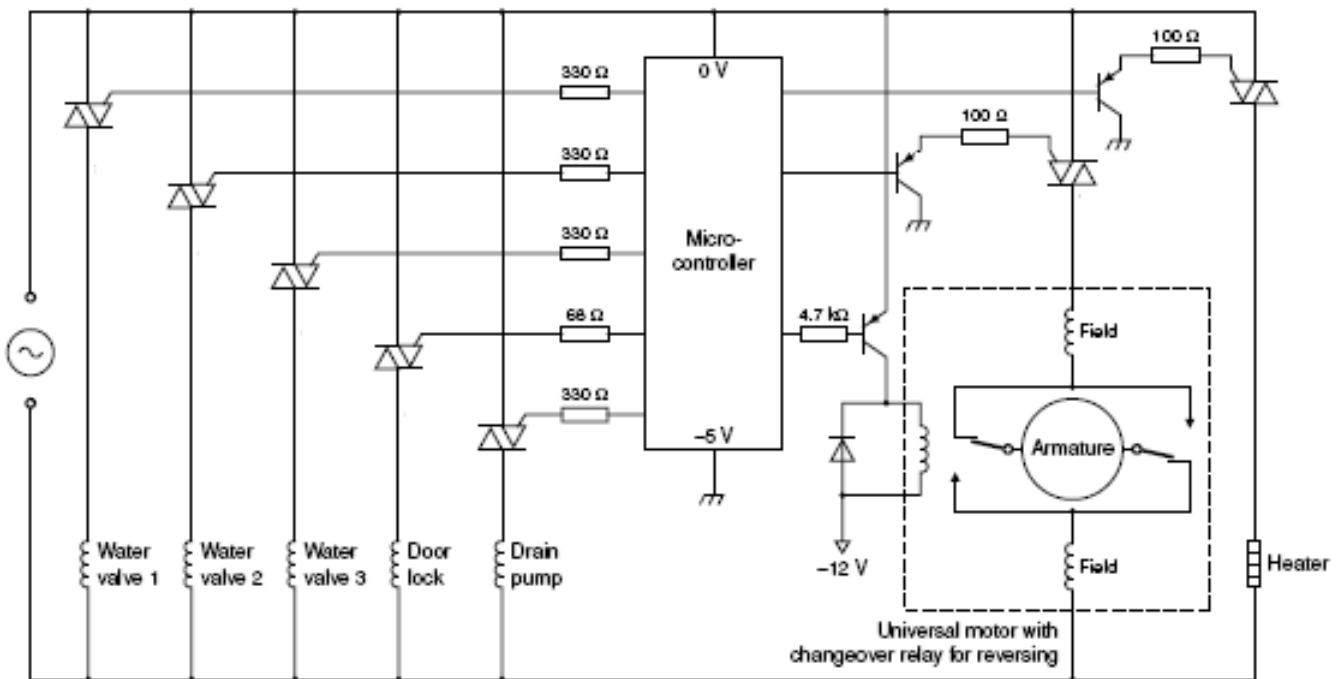 100 Ω
330 Ω
0 V
100 Ω
330 Ω
330 Ω
Micro-
controller
68 Ω
4.7 kΩ
Field
330 Ω
–5 V
Armature
Water
valve 1
Water
valve 2
Water
valve 3
Door
lock
Drain
pump
–12 V
Field
Heater
Universal motor with
changeover relay for reversing